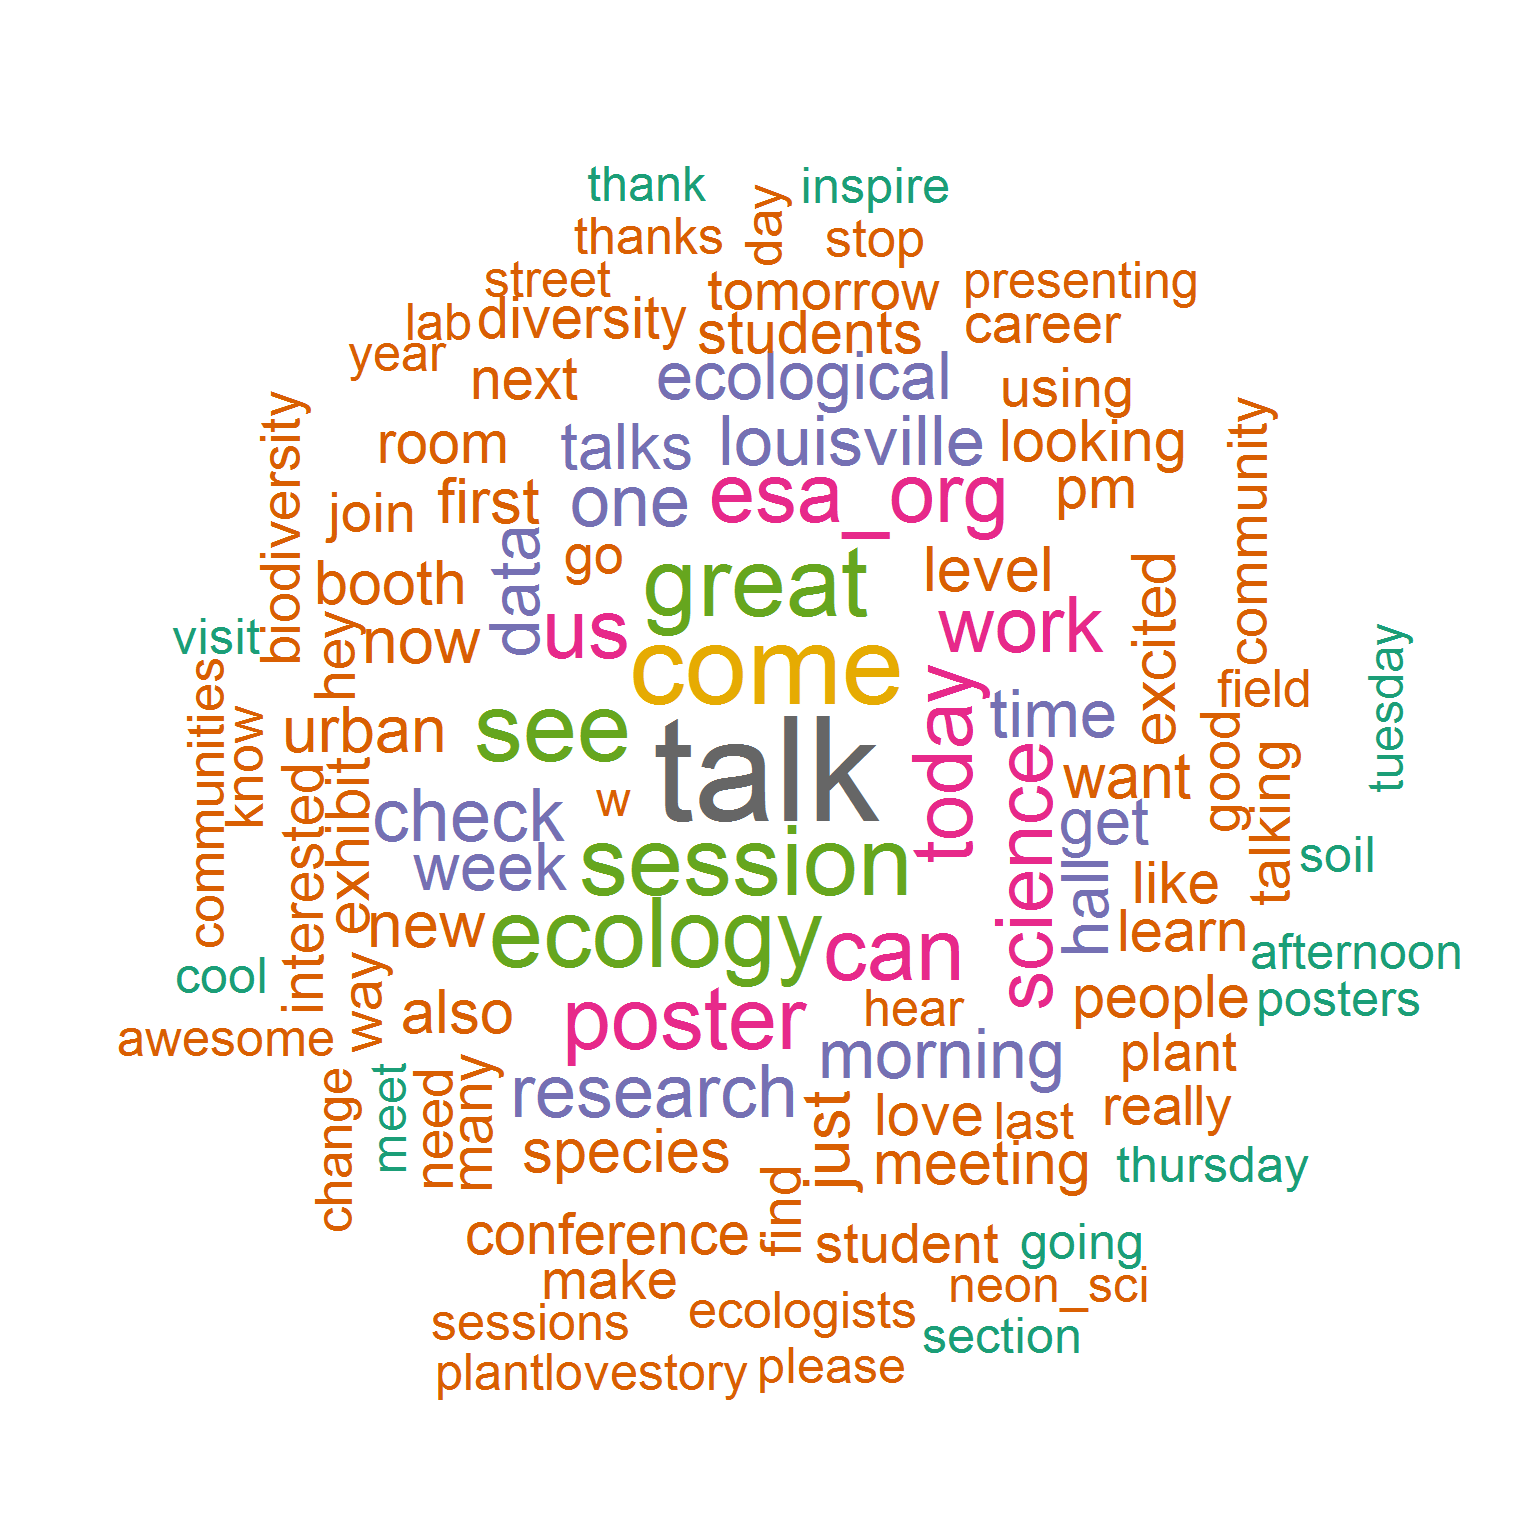 thank
inspire
day
thanks
stop
street
tomorrow
presenting
lab
diversity
students
career
year
next
ecological
using
biodiversity
room
talks
louisville
looking
community
join
first
one
esa_org
pm
data
go
great
level
excited
booth
visit
hey
now
us
come
work
today
tuesday
communities
know
urban
see
talk
time
field
good
science
want
interested
exhibit
check
w
get
talking
week
session
hall
like
soil
new
ecology
can
learn
afternoon
cool
way
also
poster
hear
people
posters
awesome
change
meet
need
many
research
morning
plant
just
love
last
really
species
find
meeting
thursday
conference
student
going
make
neon_sci
sessions
ecologists
section
plantlovestory
please